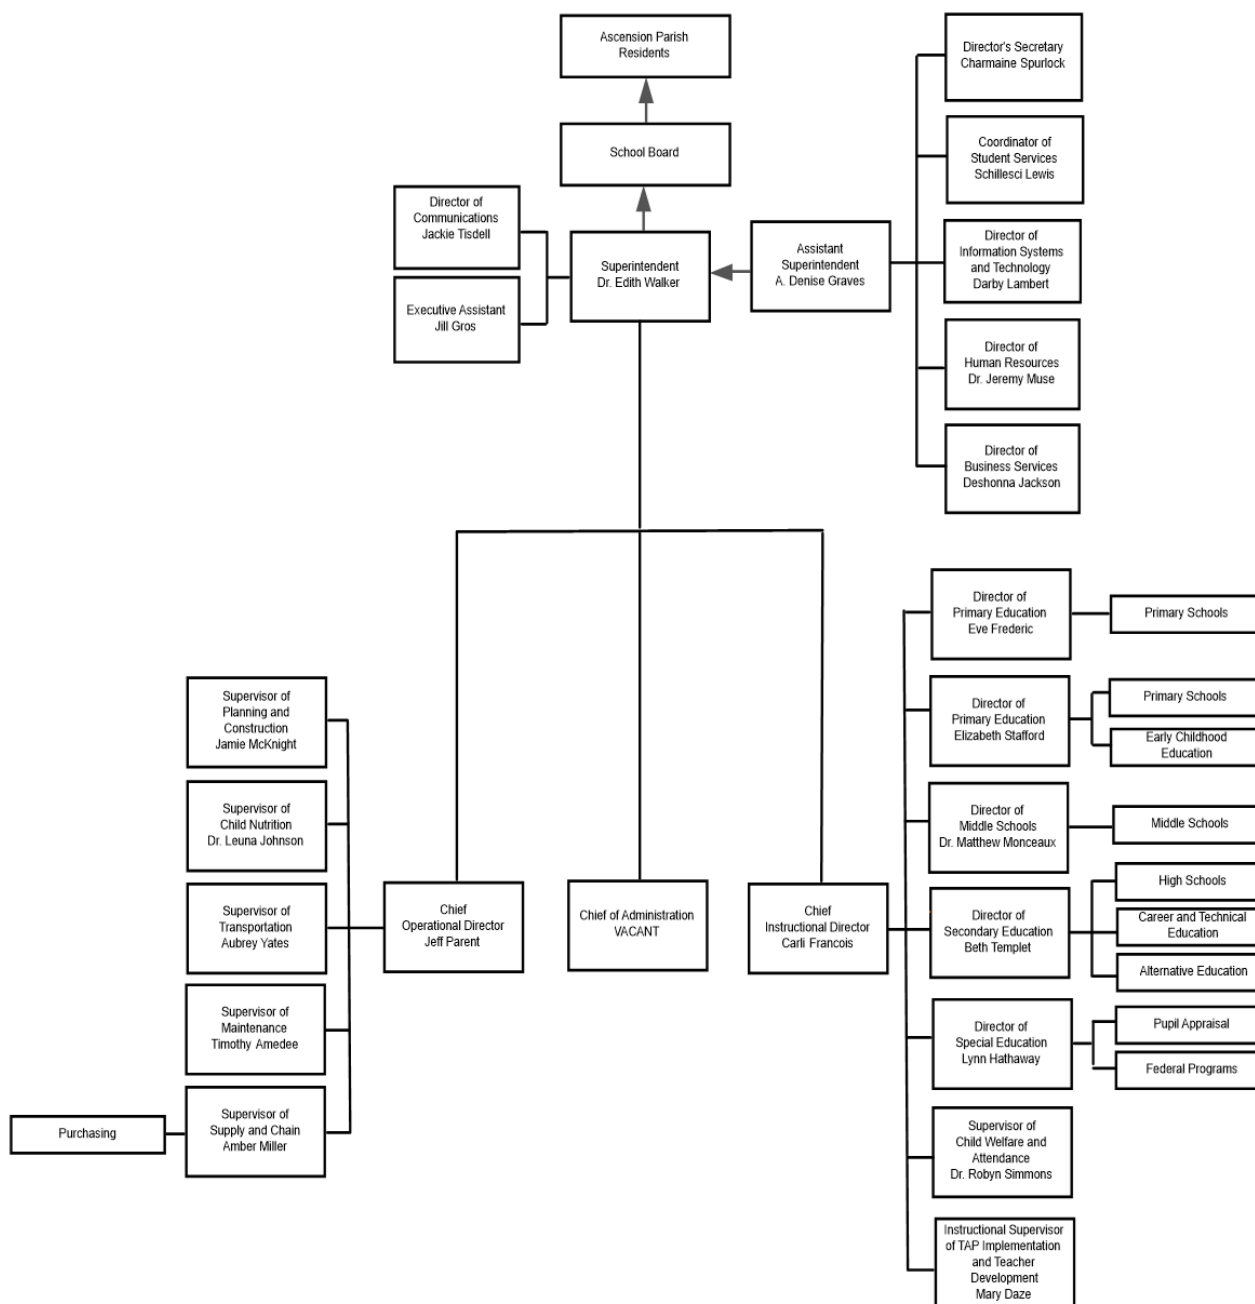 Ascension Parish
Residents
School Board
Director of
Communications
Jackie Tisdell
Executive Assistant
Jill Gros
Superintendent
Dr. Edith Walker
Assistant
Superintendent
A. Denise Graves
Director's Secretary
Charmaine Spurlock
Coordinator of
Student Services
Schillesci Lewis
Director of
Information Systems
and Technology
Darby Lambert
Director of
Human Resources
Dr. Jeremy Muse
Director of
Business Services
Deshonna Jackson
Supervisor of
Planning and
Construction
Jamie McKnight
Supervisor of
Child Nutrition
Dr. Leuna Johnson
Supervisor of
Transportation
Aubrey Yates
Supervisor of
Maintenance
Timothy Amedee
Purchasing
Supervisor of
Supply and Chain
Amber Miller
Chief
Operational Director
Jeff Parent
Chief of Administration
VACANT
Chief
Instructional Director
Carli Francois
Director of
Primary Education
Eve Frederic
Primary Schools
Director of
Primary Education
Elizabeth Stafford
Primary Schools
Early Childhood
Education
Director of
Middle Schools
Dr. Matthew Monceaux
Middle Schools
Director of
Secondary Education
Beth Templet
High Schools
Career and Technical
Education
Alternative Education
Director of
Special Education
Lynn Hathaway
Pupil Appraisal
Federal Programs
Supervisor of
Child Welfare and
Attendance
Dr. Robyn Simmons
Instructional Supervisor
of TAP Implementation
and Teacher
Development
Mary Daze